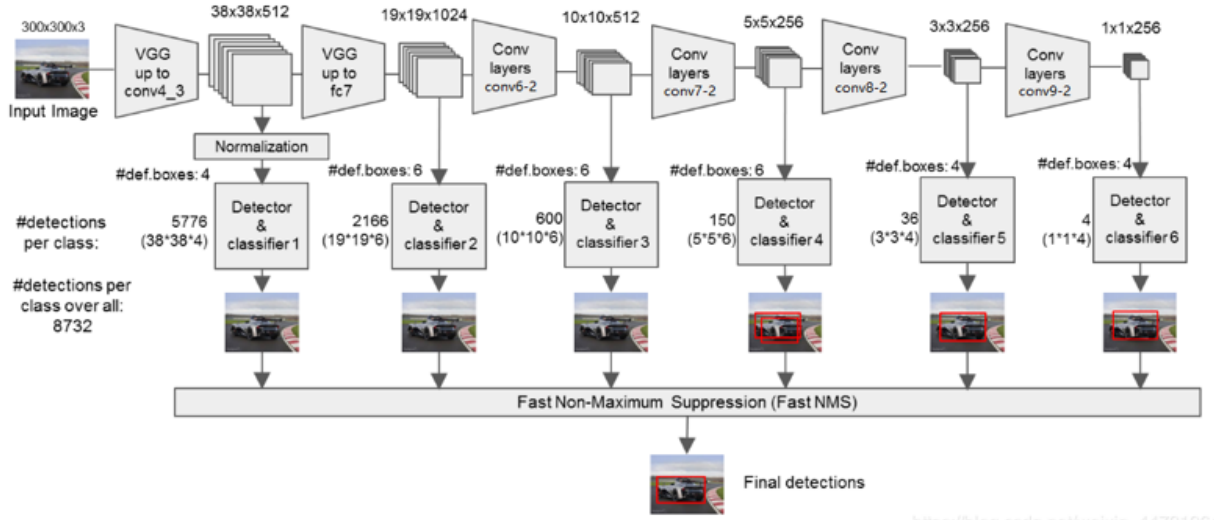 300x300x3
38x38x512
19x19x1024
10x10x512
5x5x256
3x3x256
1x1x256
Input Image
VGG
up to
conv4_3
VGG
up to
fc7
Conv
layers
conv6-2
Conv
layers
conv7-2
Conv
layers
conv8-2
Conv
layers
conv9-2
Normalization
#def.boxes: 4
#def.boxes: 6
#def.boxes: 6
#def.boxes: 6
#def.boxes: 4
#def.boxes: 4
#detections
per class:
5776
(38*38*4)
Detector
&
classifier 1
2166
(19*19*6)
Detector
&
classifier 2
600
(10*10*6)
Detector
&
classifier 3
150
(5*5*6)
Detector
&
classifier 4
36
(3*3*4)
Detector
&
classifier 5
4
(1*1*4)
Detector
&
classifier 6
#detections per
class over all:
8732
Fast Non-Maximum Suppression (Fast NMS)
Final detections